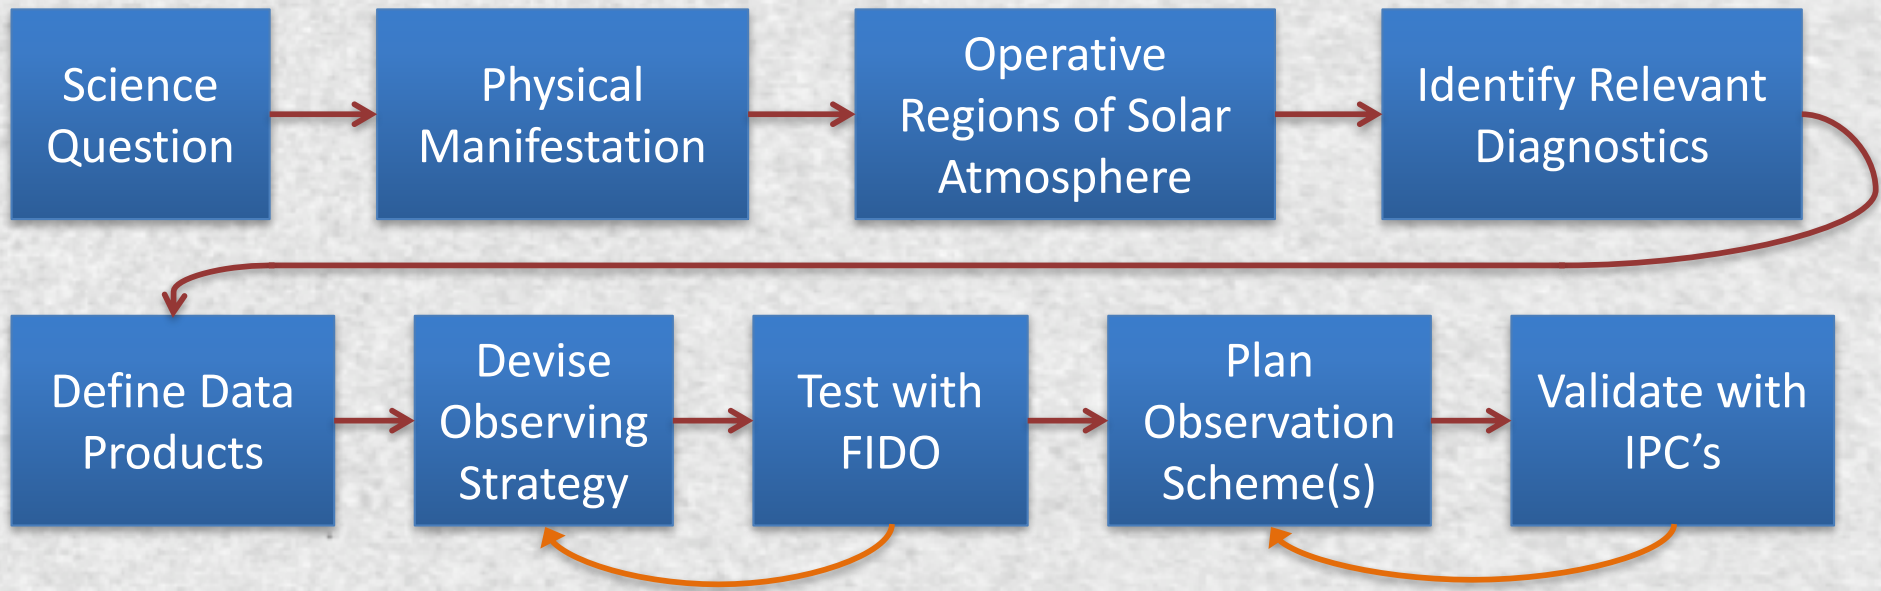 Science
Question
Physical
Manifestation
Operative
Regions of Solar
Atmosphere
Identify Relevant
Diagnostics
Define Data
Products
Devise
Observing
Strategy
Test with
FIDO
Plan
Observation
Scheme(s)
Validate with
IPC’s